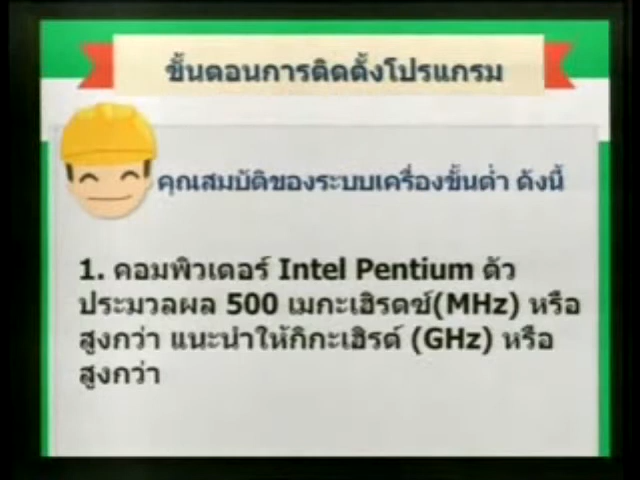 ขั้นตอนการติดตั้งโปรแกรม
คุณสมบัติของระบบเครื่องขั้นต่ำ ดังนี้
1. คอมพิวเตอร์ Intel Pentium ตัว
ประมวลผล 500 เมกะเฮิรตซ์(MHz) หรือ
สูงกว่า แนะนำให้กิกะเฮิรต์ (GHz) หรือ
สูงกว่า